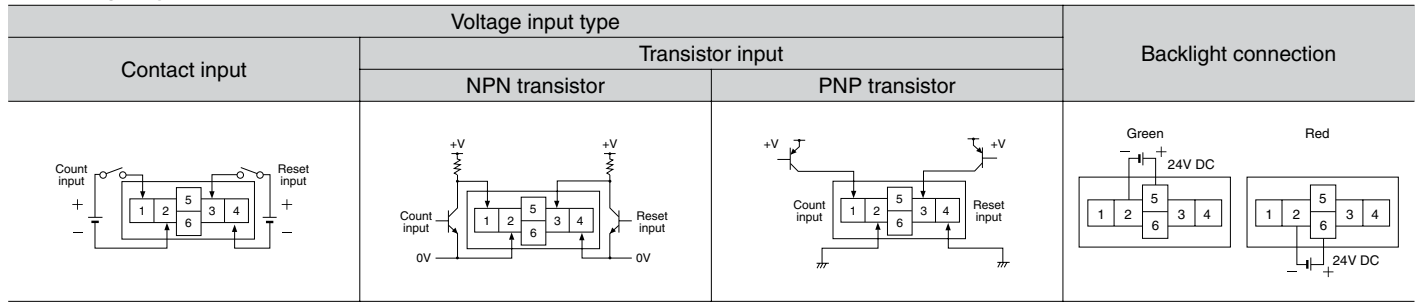 Voltage input type
Backlight connection
Contact input
Transistor input
NPN transistor
PNP transistor
Count
input
Reset
input
+
−
+
−
1 2 5 6 3 4
+V
+V
Count
input
Reset
input
1 2 5 6 3 4
0V
0V
+V
+V
Count
input
Reset
input
1 2 5 6 3 4
Green
− +
24V DC
1 2 5 6 3 4
Red
1 2 5 6 3 4
− +
24V DC